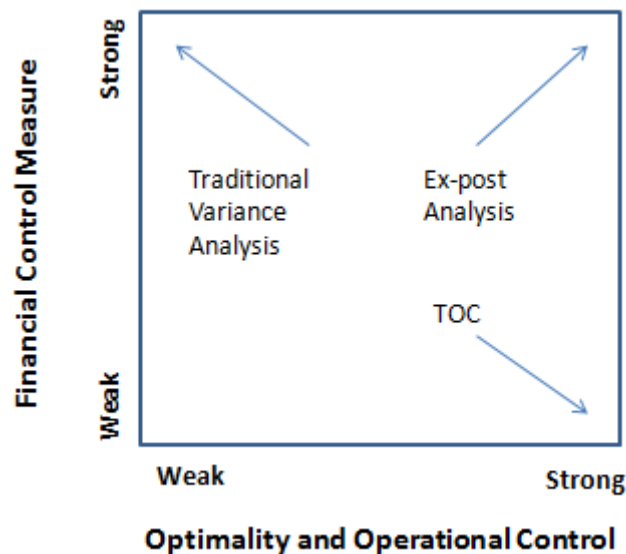 Financial Control Measure
Strong
Weak
Traditional
Variance
Analysis
Ex-post
Analysis
TOC
Weak
Strong
Optimality and Operational Control